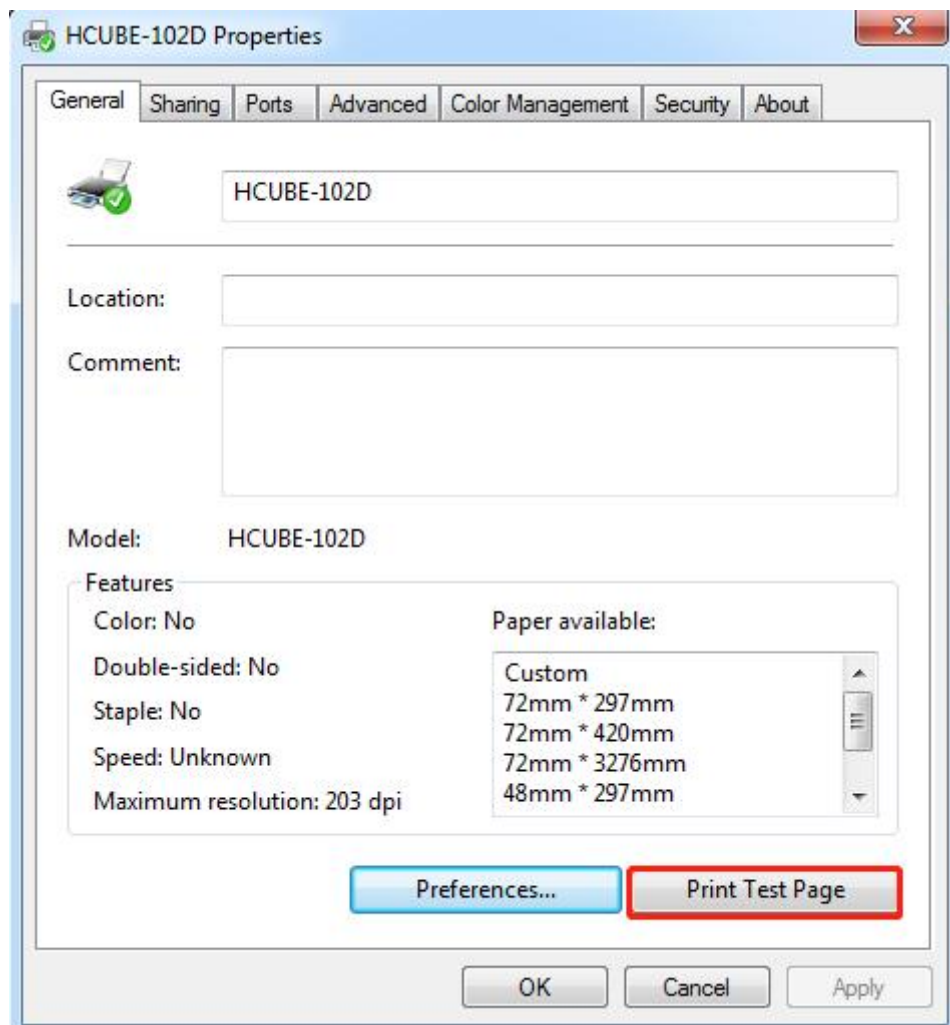 HCUBE-102D Properties
General Sharing Ports Advanced Color Management Security About
HCUBE-102D
Location:
Comment:
Model: HCUBE-102D
Features
Color: No
Double-sided: No
Staple: No
Speed: Unknown
Maximum resolution: 203 dpi
Paper available:
Custom
72mm * 297mm
72mm * 420mm
72mm * 3276mm
48mm * 297mm
Preferences... Print Test Page
OK Cancel Apply